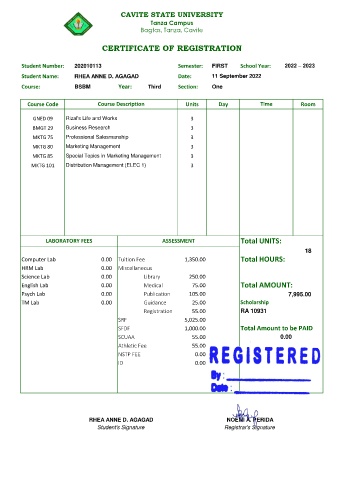 CAVITE STATE UNIVERSITY
Tanza Campus
Bagtas, Tanza, Cavite
CERTIFICATE OF REGISTRATION
Student Number: 202010113 Semester: FIRST School Year: 2022 – 2023
Student Name: RHEA ANNE D. AGAGAD Date: 11 September 2022
Course: BSBM Year: Third Section: One
Course Code Course Description Units Day Time Room
GNED 09 Rizal's Life and Works 3
BMGT 29 Business Research 3
MKTG 75 Professional Salesmanship 3
MKTG 80 Marketing Management 3
MKTG 85 Special Topics in Marketing Management 3
MKTG 101 Distribution Management (ELEC 1) 3
LABORATORY FEES ASSESSMENT Total UNITS:
18
Computer Lab 0.00 Tuition Fee 1,350.00 Total HOURS:
HRM Lab 0.00 Miscellaneous
Science Lab 0.00 Library 250.00
English Lab 0.00 Medical 75.00 Total AMOUNT:
Psych Lab 0.00 Publication 105.00 7,995.00
TM Lab 0.00 Guidance 25.00 Scholarship
Registration 55.00 RA 10931
SRF 5,025.00
SFDF 1,000.00 Total Amount to be PAID
SCUAA 55.00 0.00
Athletic Fee 55.00
NSTP FEE 0.00
ID 0.00
REGISTERED
By :
Date :
RHEA ANNE D. AGAGAD NOEMI A. PERIDA
Student's Signature Registrar's Signature